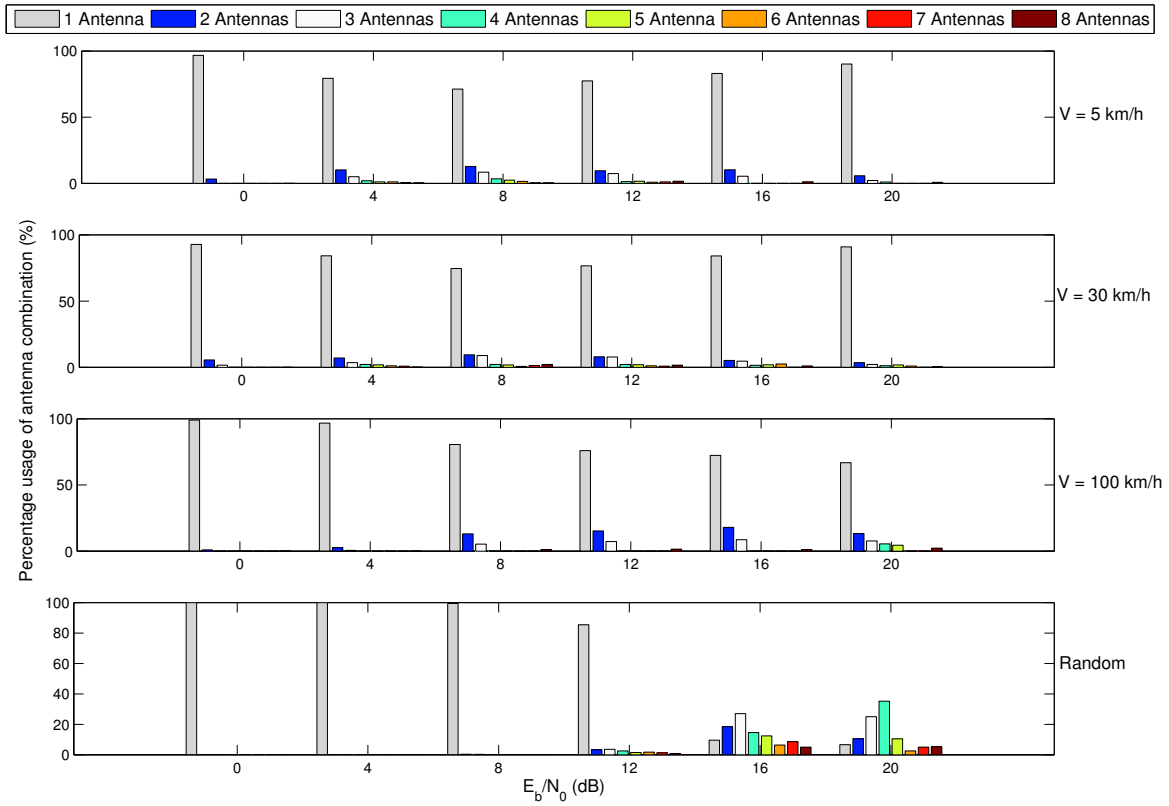 1 Antenna 2 Antennas 3 Antennas 4 Antennas 5 Antenna 6 Antennas 7 Antennas 8 Antennas
Percentage usage of antenna combination (%)
100
50
0
0 4 8 12 16 20
V = 5 km/h
100
50
0
0 4 8 12 16 20
V = 30 km/h
100
50
0
0 4 8 12 16 20
V = 100 km/h
100
80
60
40
20
0
0 4 8 12 16 20
Random
E_b/N_0 (dB)